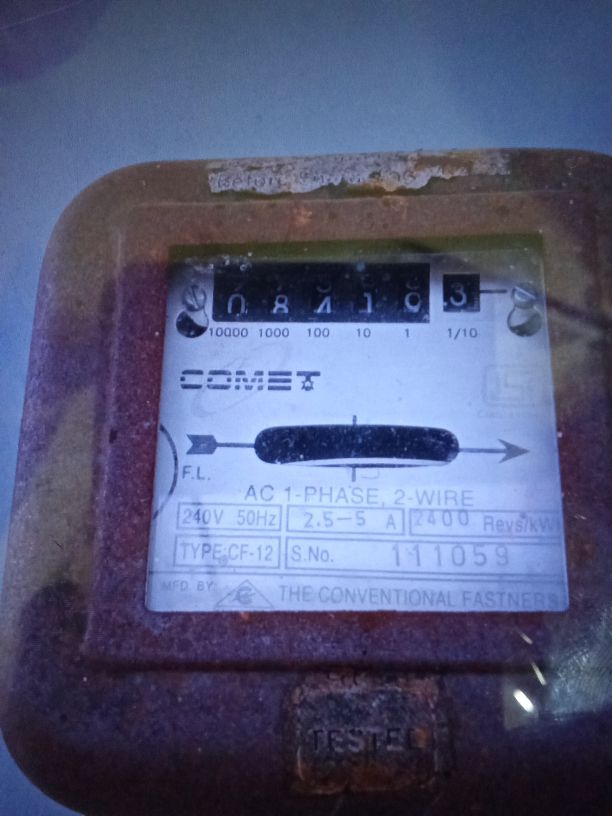 0 8 4 1 9 3
10000 1000 100 10 1 1/10
COMET
F.L.
AC 1-PHASE, 2-WIRE
240V 50Hz 2.5–5 A 2400 Revs/kW
TYPE CF-12 S.No. 111059
MFD. BY: THE CONVENTIONAL FASTNERS
TESTED